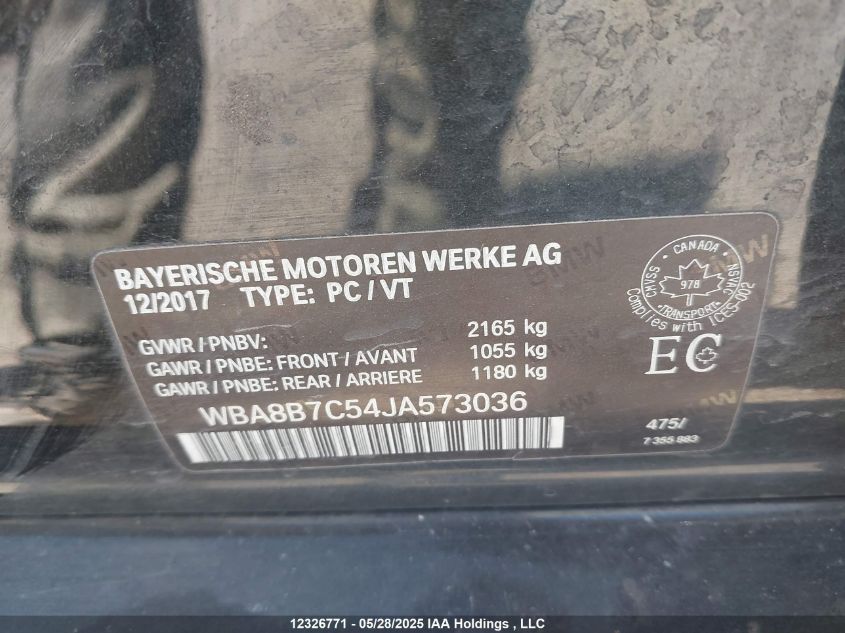 BAYERISCHE MOTOREN WERKE AG
12/2017 TYPE: PC / VT
GVWR / PNBV: 2165 kg
GAWR / PNBE: FRONT / AVANT 1055 kg
GAWR / PNBE: REAR / ARRIERE 1180 kg
WBA8B7C54JA573036
CANADA
CMVSS
NSVAC
978
TRANSPORT
Complies with ICES-002
EC
475/
7 355 883
12326771 - 05/28/2025 IAA Holdings , LLC